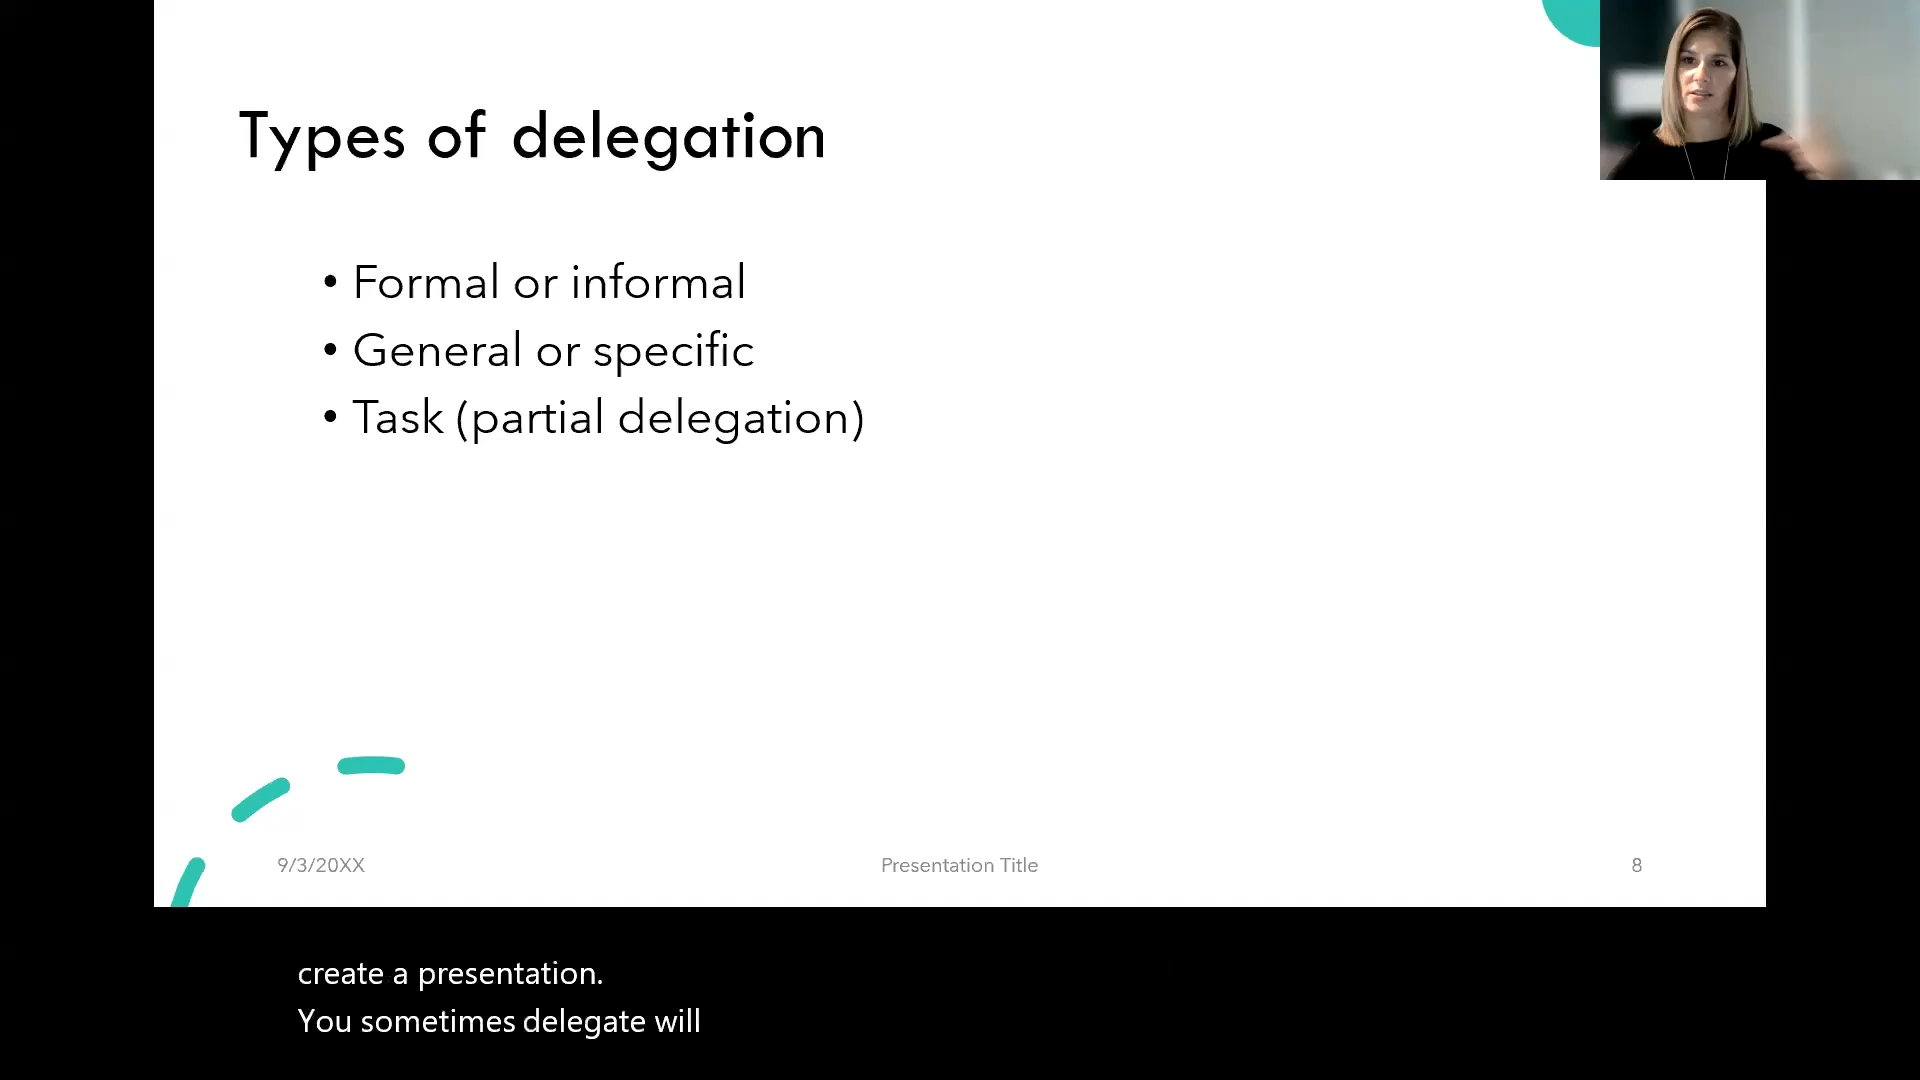 Types of delegation
• Formal or informal
• General or specific
• Task (partial delegation)
9/3/20XX
Presentation Title
8
create a presentation.
You sometimes delegate will